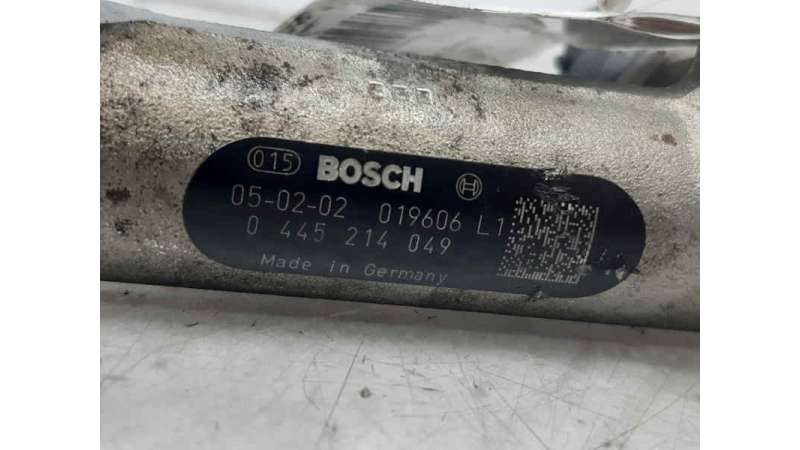 015 BOSCH
05-02-02 019606 L1
0 445 214 049
Made in Germany